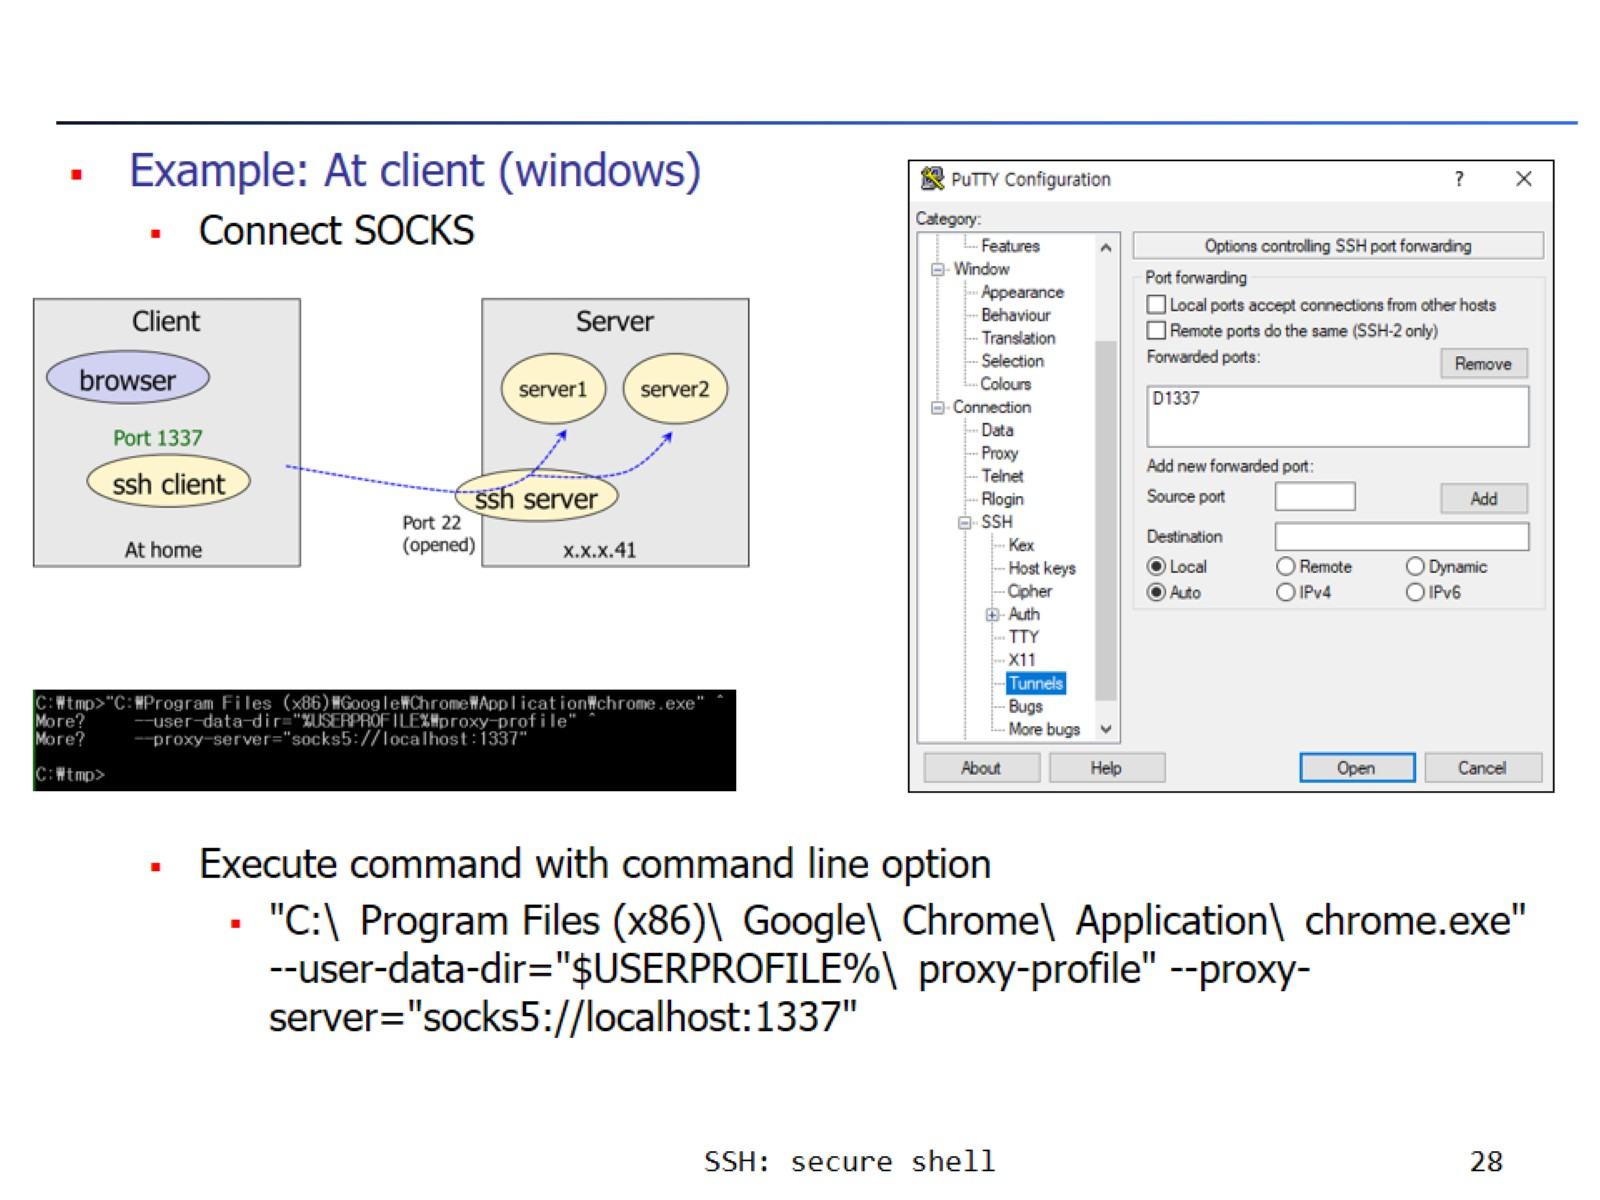 Example: At client (windows)
Connect SOCKS
Client
browser
Port 1337
ssh client
At home
Port 22
(opened)
Server
server1
server2
ssh server
x.x.x.41
PuTTY Configuration
? 
Category:
Features
Window
Appearance
Behaviour
Translation
Selection
Colours
Connection
Data
Proxy
Telnet
Rlogin
SSH
Kex
Host keys
Cipher
Auth
TTY
X11
Tunnels
Bugs
More bugs
Options controlling SSH port forwarding
Port forwarding
Local ports accept connections from other hosts
Remote ports do the same (SSH-2 only)
Forwarded ports:
Remove
D1337
Add new forwarded port:
Source port
Add
Destination
Local Remote Dynamic
Auto IPv4 IPv6
About Help Open Cancel
C:₩tmp>"C:₩Program Files (x86)₩Google₩Chrome₩Application₩chrome.exe" ^
More? --user-data-dir="%USERPROFILE%₩proxy-profile" ^
More? --proxy-server="socks5://localhost:1337"
C:₩tmp>
Execute command with command line option
"C:\ Program Files (x86)\ Google\ Chrome\ Application\ chrome.exe"
--user-data-dir="$USERPROFILE%\ proxy-profile" --proxy-
server="socks5://localhost:1337"
SSH: secure shell
28